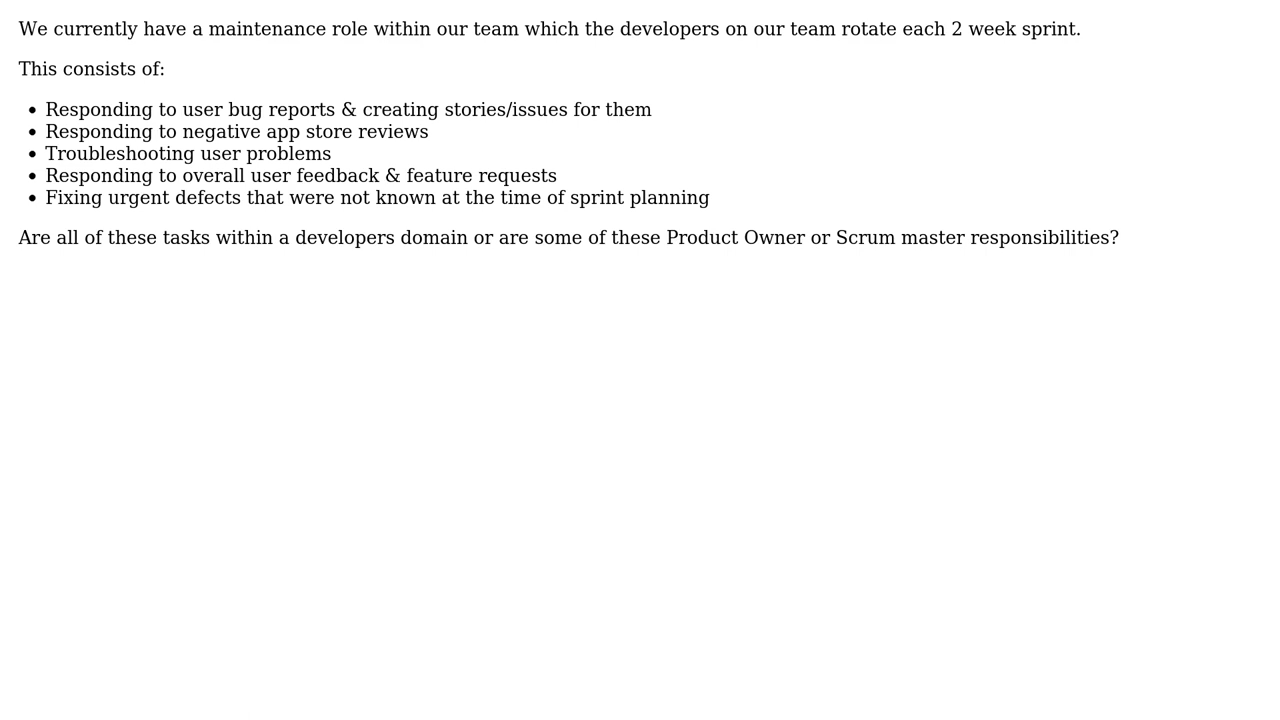 We currently have a maintenance role within our team which the developers on our team rotate each 2 week sprint.
This consists of:
• Responding to user bug reports & creating stories/issues for them
• Responding to negative app store reviews
• Troubleshooting user problems
• Responding to overall user feedback & feature requests
• Fixing urgent defects that were not known at the time of sprint planning
Are all of these tasks within a developers domain or are some of these Product Owner or Scrum master responsibilities?